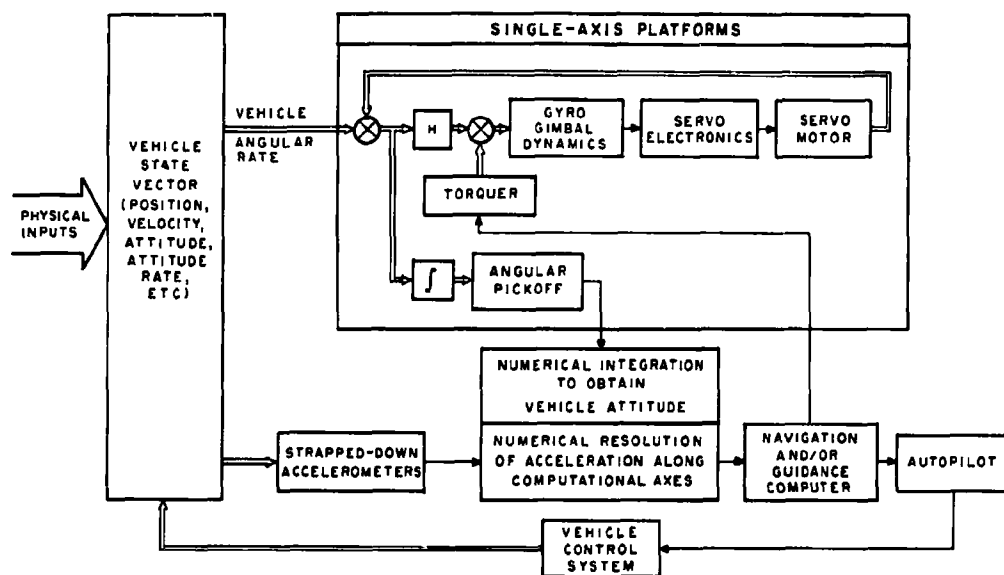 SINGLE-AXIS PLATFORMS
VEHICLE
ANGULAR
RATE
H
GYRO
GIMBAL
DYNAMICS
SERVO
ELECTRONICS
SERVO
MOTOR
TORQUER
∫
ANGULAR
PICKOFF
PHYSICAL
INPUTS
VEHICLE
STATE
VECTOR
(POSITION,
VELOCITY,
ATTITUDE,
ATTITUDE
RATE,
ETC)
NUMERICAL INTEGRATION
TO OBTAIN
VEHICLE ATTITUDE
STRAPPED-DOWN
ACCELEROMETERS
NUMERICAL RESOLUTION
OF ACCELERATION ALONG
COMPUTATIONAL AXES
NAVIGATION
AND/OR
GUIDANCE
COMPUTER
AUTOPILOT
VEHICLE
CONTROL
SYSTEM